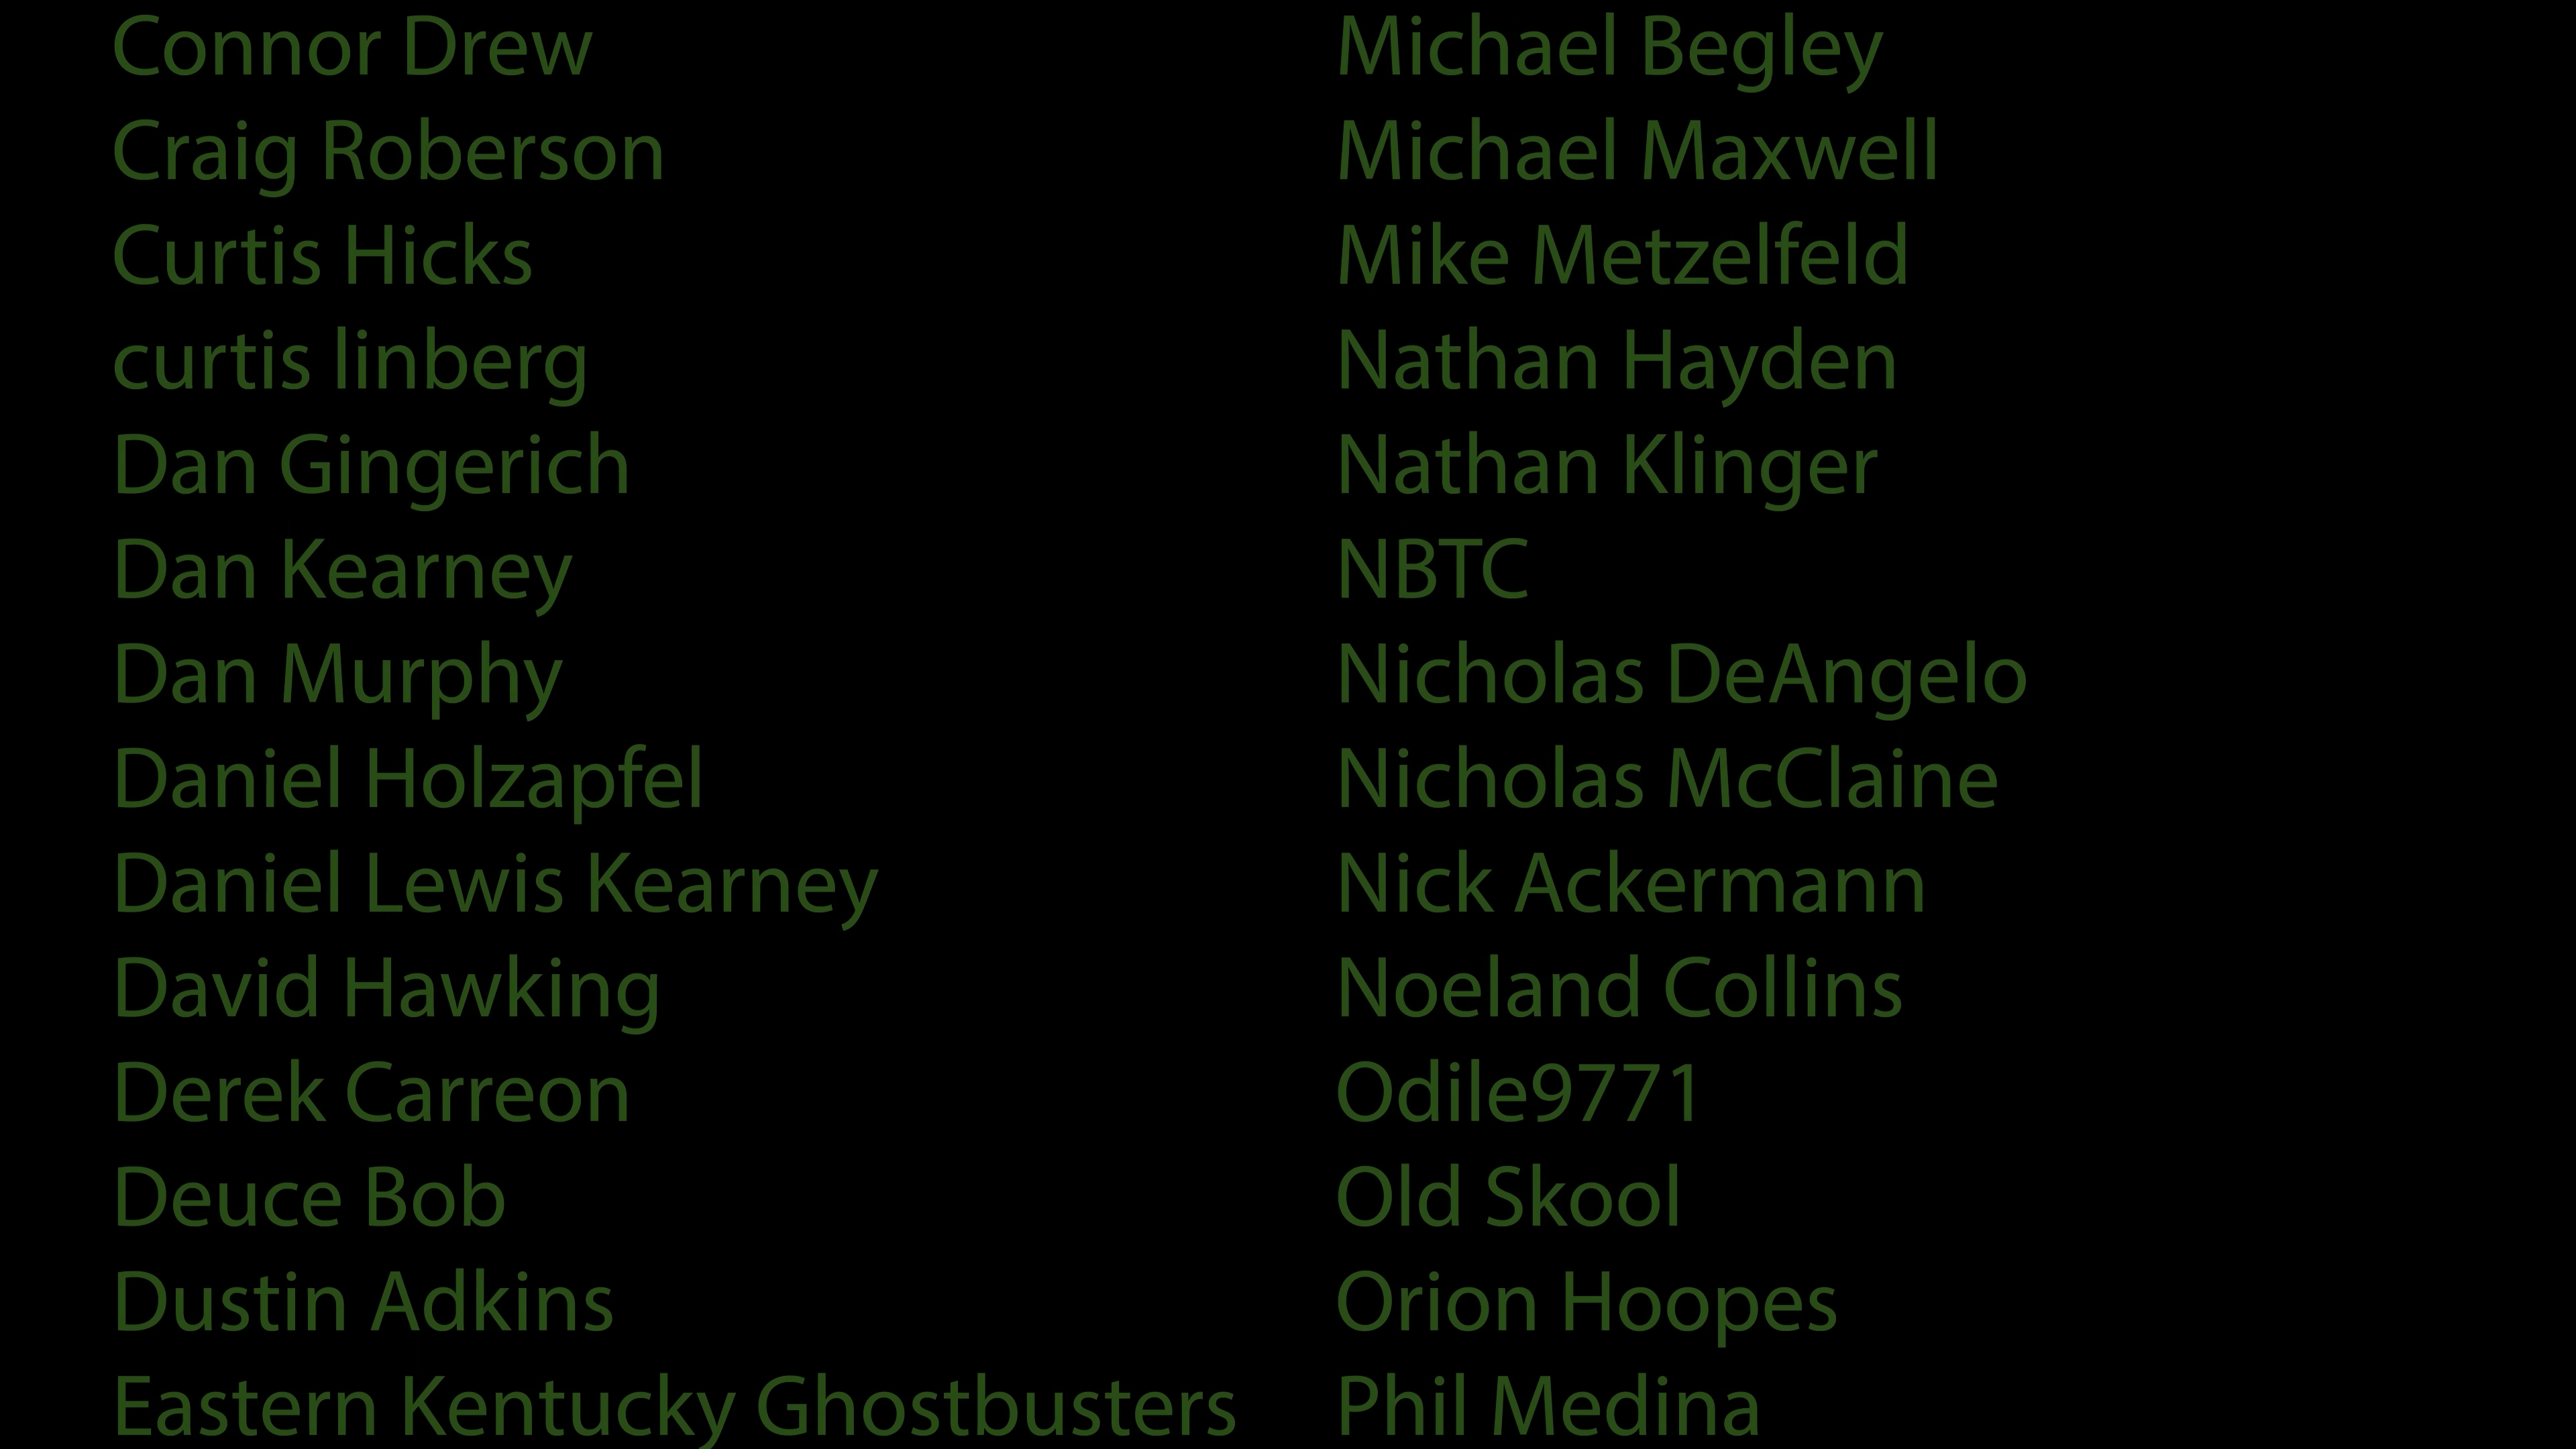 Connor Drew
Craig Roberson
Curtis Hicks
curtis linberg
Dan Gingerich
Dan Kearney
Dan Murphy
Daniel Holzapfel
Daniel Lewis Kearney
David Hawking
Derek Carreon
Deuce Bob
Dustin Adkins
Eastern Kentucky Ghostbusters
Michael Begley
Michael Maxwell
Mike Metzelfeld
Nathan Hayden
Nathan Klinger
NBTC
Nicholas DeAngelo
Nicholas McClaine
Nick Ackermann
Noeland Collins
Odile9771
Old Skool
Orion Hoopes
Phil Medina